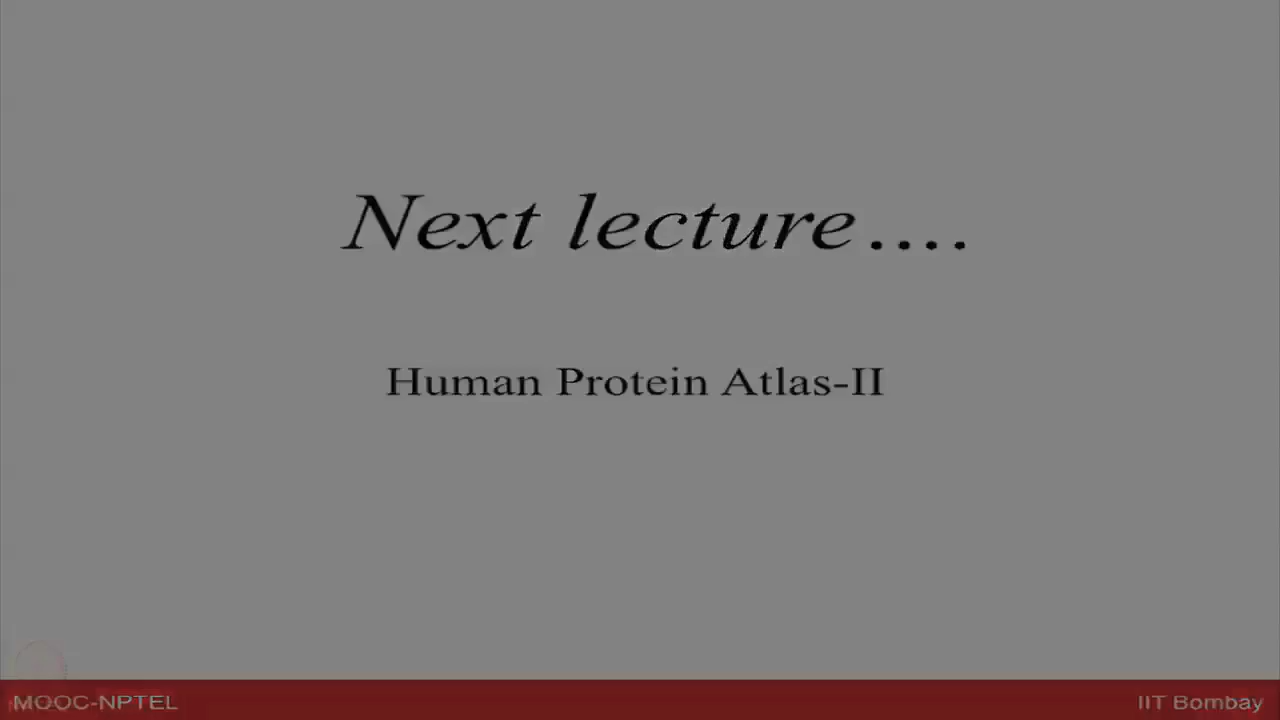 Next lecture....
Human Protein Atlas-II
MOOC-NPTEL
IIT Bombay